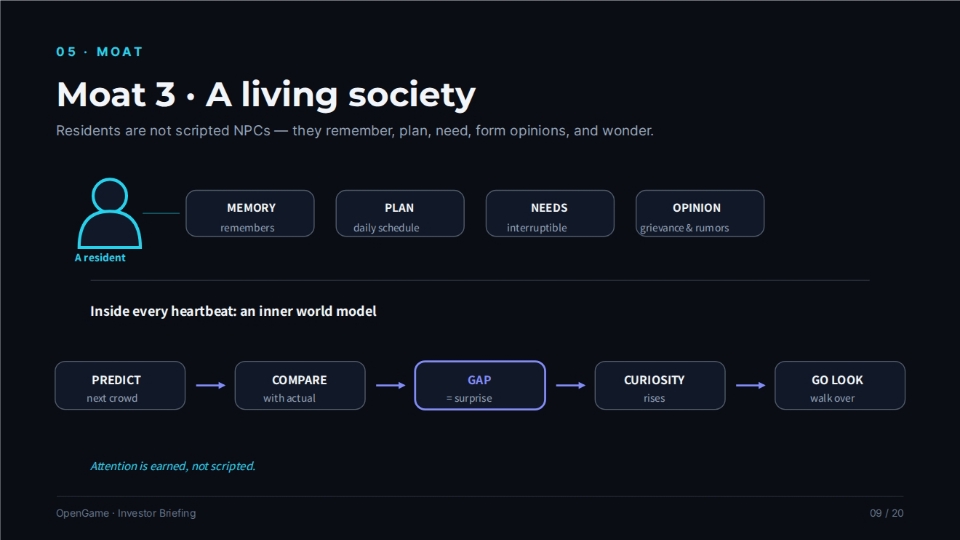 05 · MOAT
Moat 3 · A living society
Residents are not scripted NPCs — they remember, plan, need, form opinions, and wonder.
MEMORY
remembers
PLAN
daily schedule
NEEDS
interruptible
OPINION
grievance & rumors
A resident
Inside every heartbeat: an inner world model
PREDICT
next crowd
COMPARE
with actual
GAP
= surprise
CURIOSITY
rises
GO LOOK
walk over
Attention is earned, not scripted.
OpenGame · Investor Briefing
09 / 20